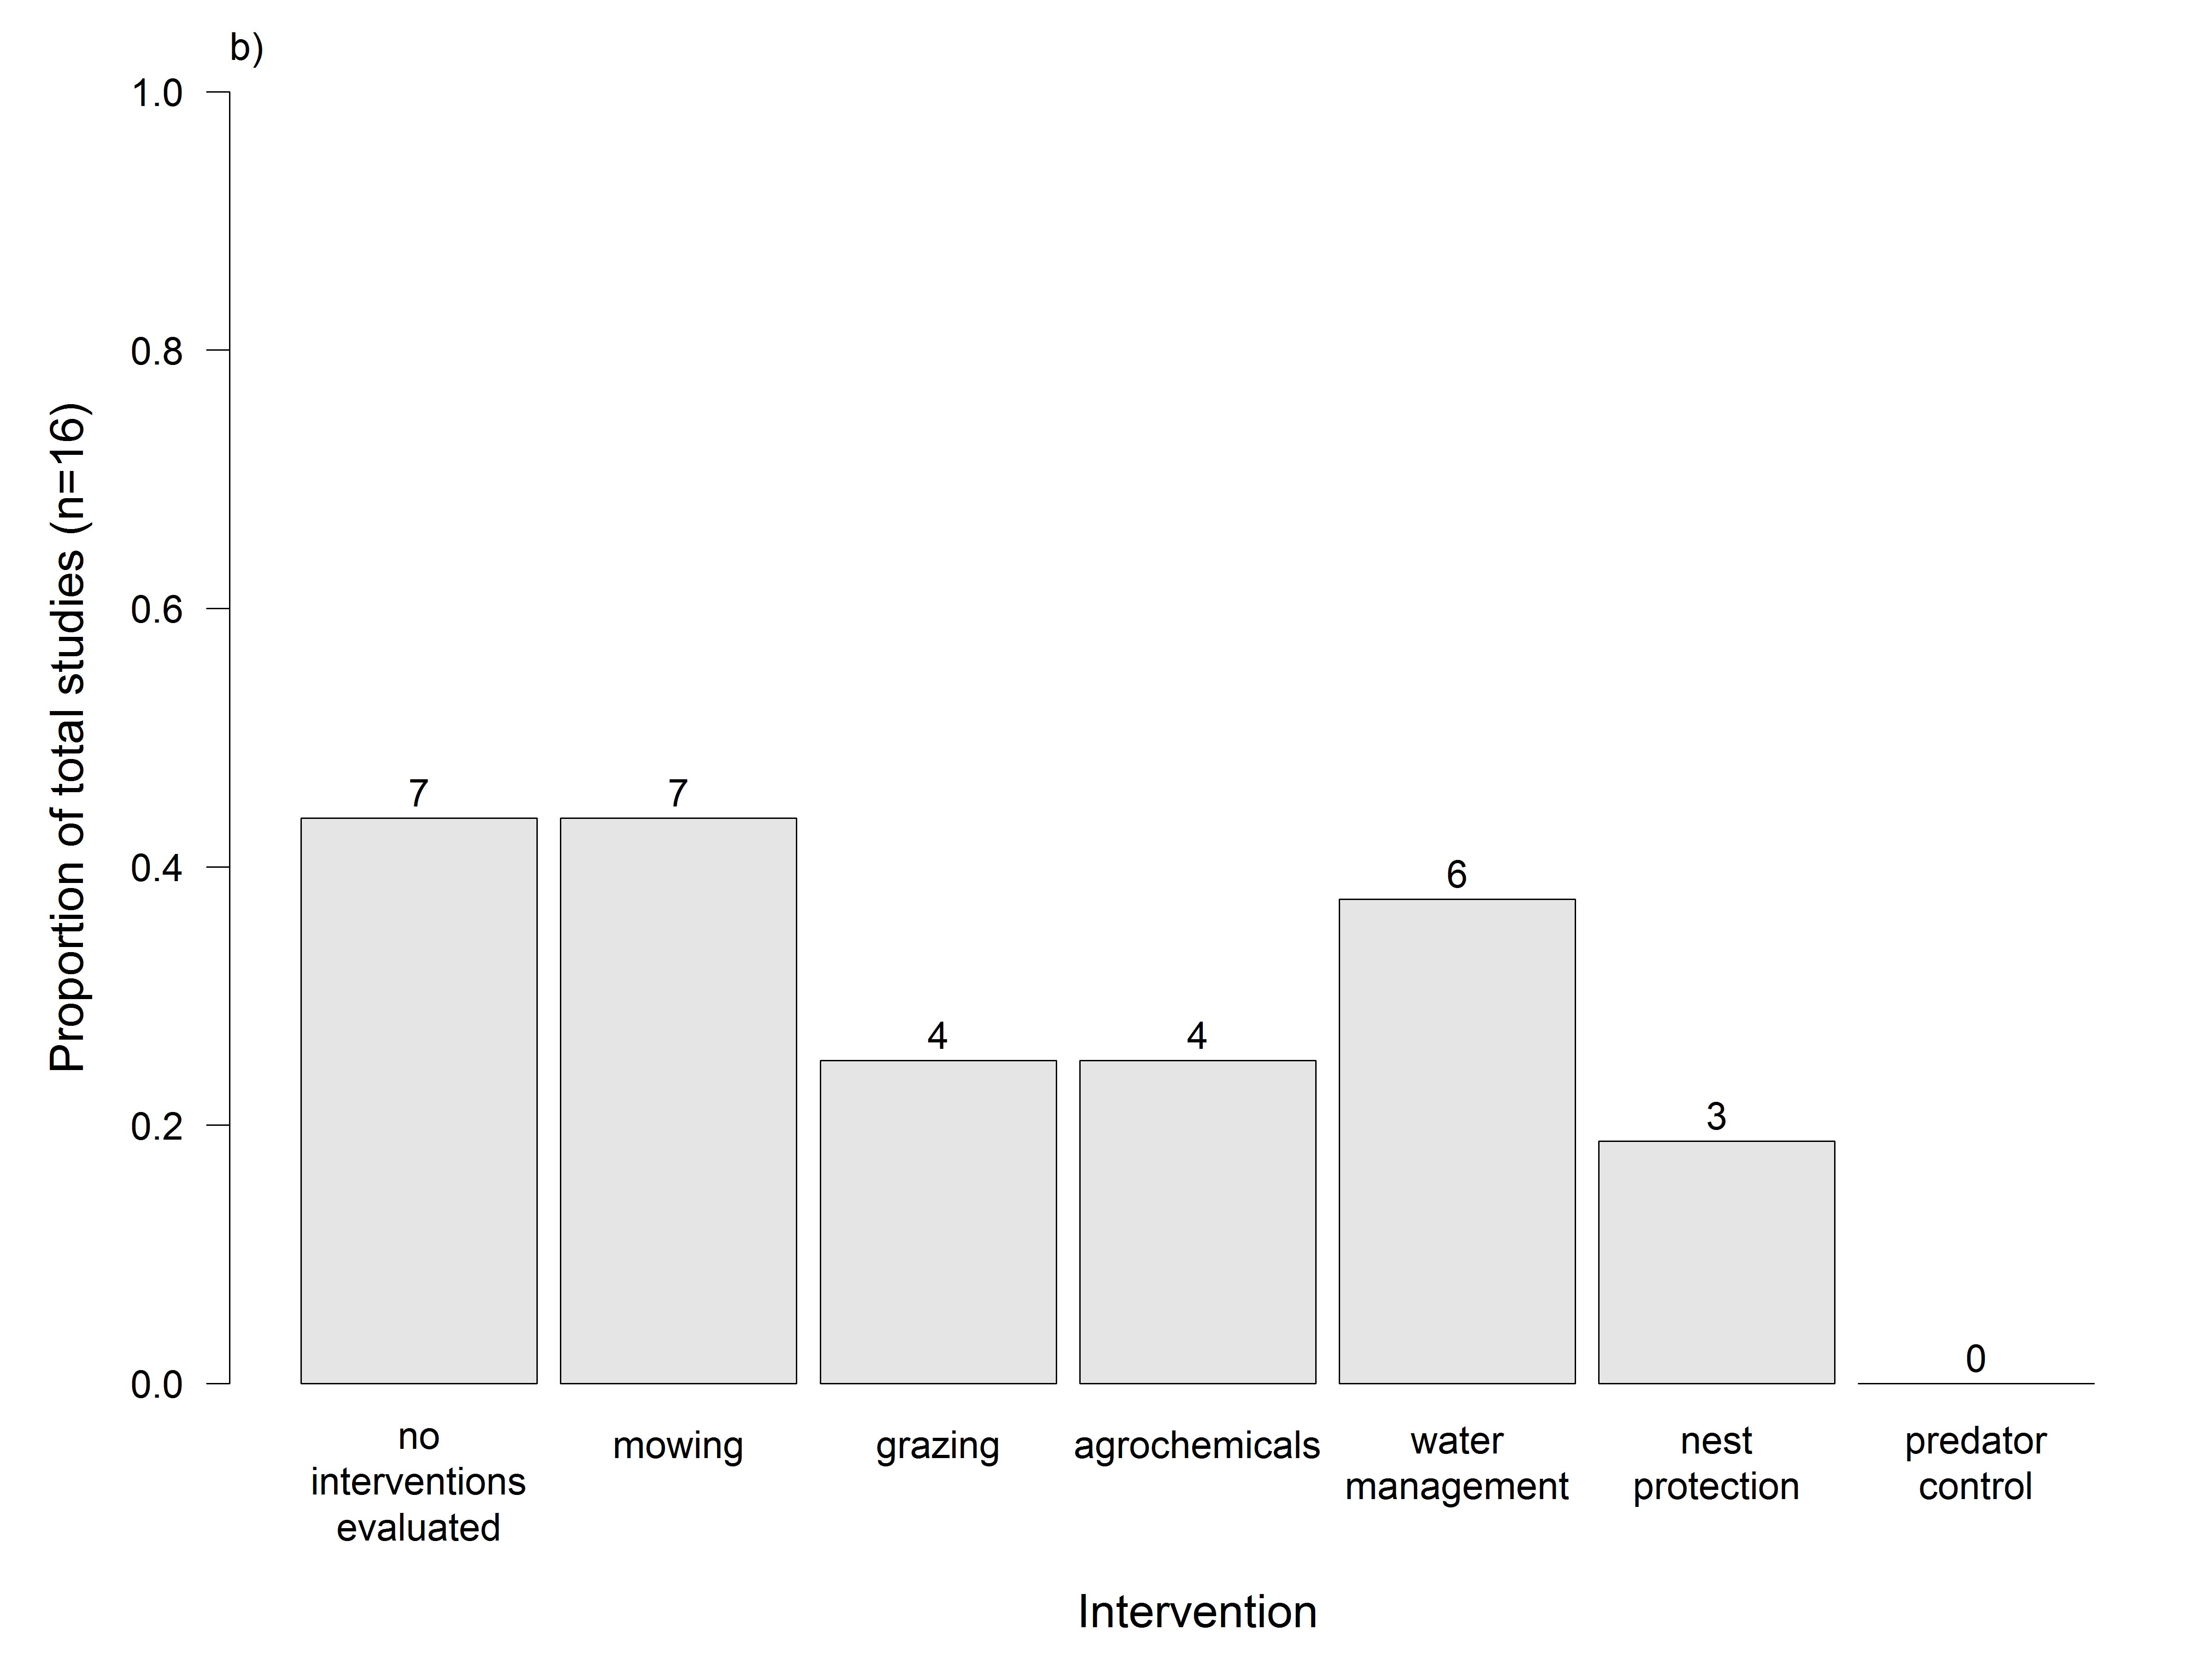 b)
Proportion of total studies (n=16)
1.0
0.8
0.6
0.4
0.2
0.0
7
7
4
4
6
3
0
no
interventions
evaluated
mowing
grazing
agrochemicals
water
management
nest
protection
predator
control
Intervention